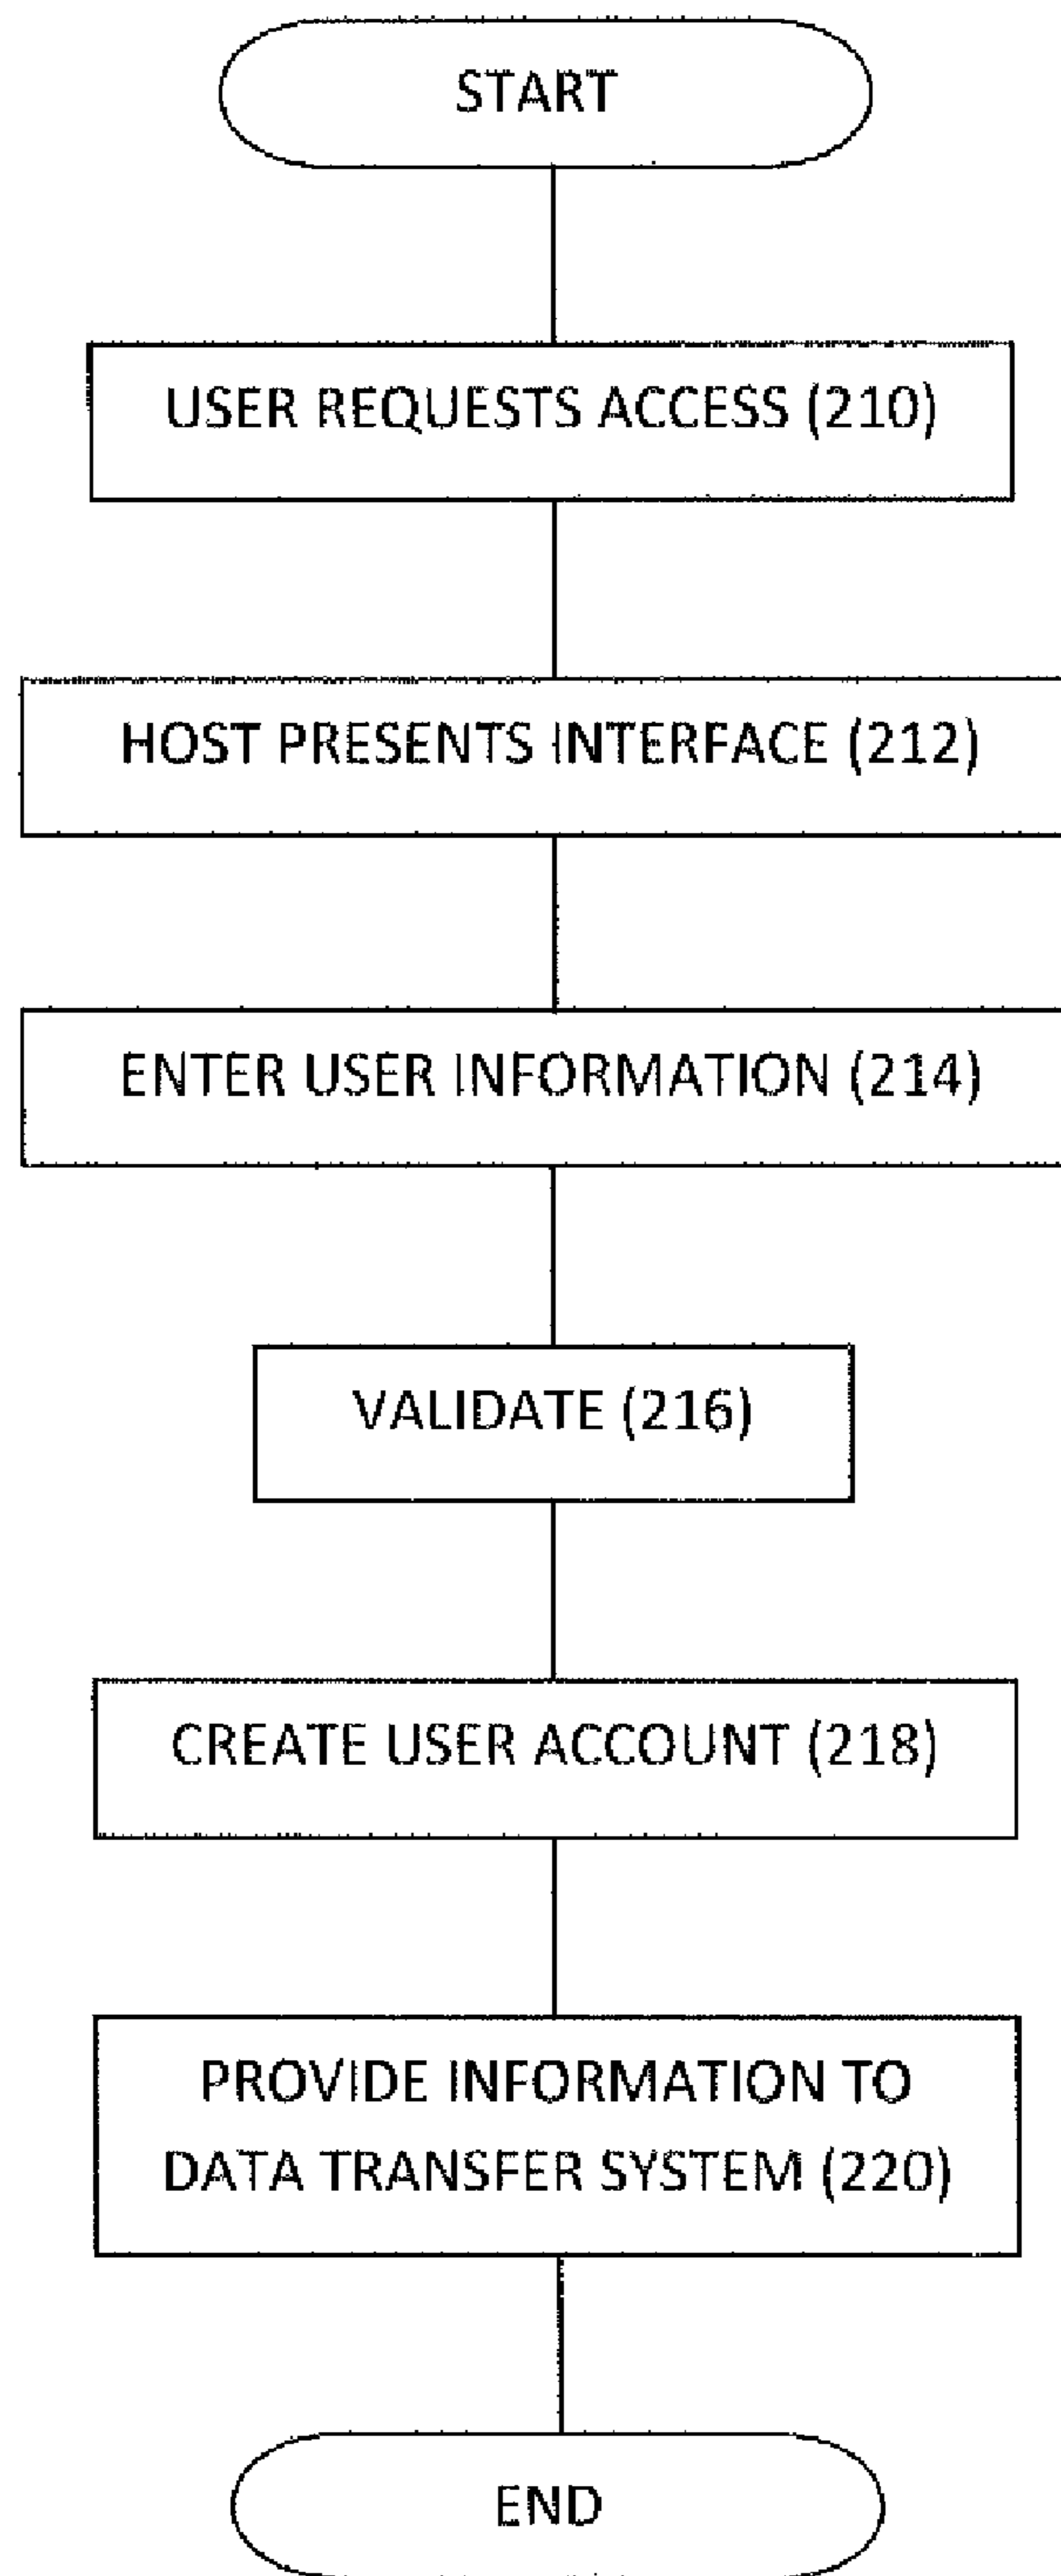 START
USER REQUESTS ACCESS (210)
HOST PRESENTS INTERFACE (212)
ENTER USER INFORMATION (214)
VALIDATE (216)
CREATE USER ACCOUNT (218)
PROVIDE INFORMATION TO
DATA TRANSFER SYSTEM (220)
END